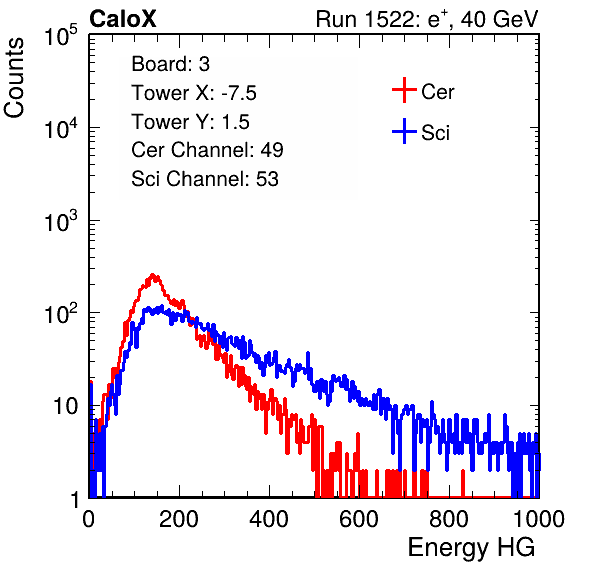 CaloX Run 1522: e⁺, 40 GeV
Counts
10⁵
10⁴
10³
10²
10
1
Board: 3
Tower X: -7.5
Tower Y: 1.5
Cer Channel: 49
Sci Channel: 53
Cer
Sci
0 200 400 600 800 1000
Energy HG